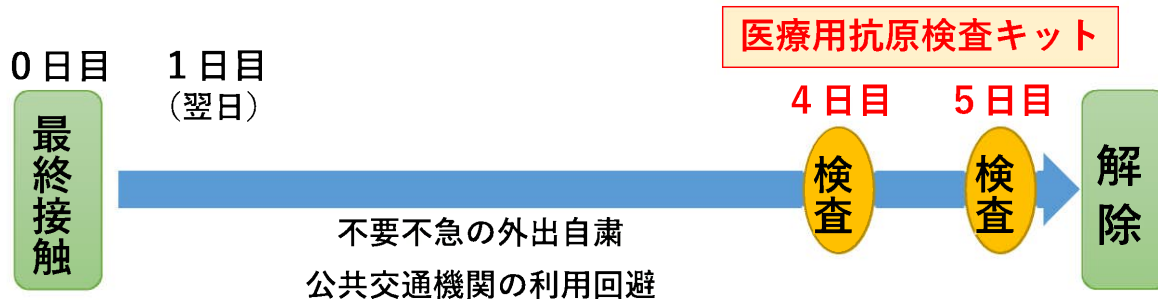 医療用抗原検査キット
0日目
1日目
（翌日）
4日目
5日目
最終接触
検査
検査
解除
不要不急の外出自粛
公共交通機関の利用回避